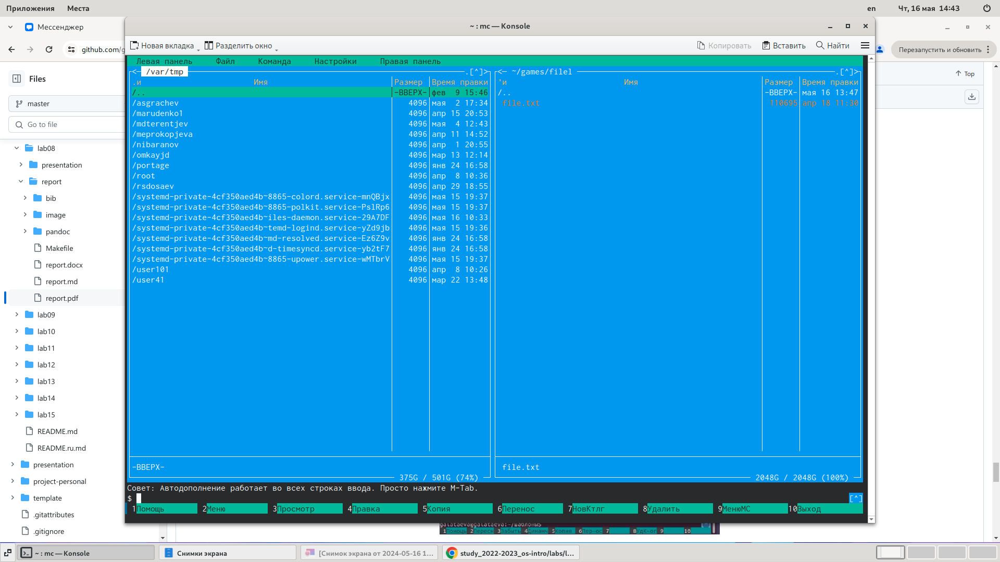 Приложения Места en Чт, 16 мая 14:43
Мессенджер
github.com/g
Перезапустить и обновить
Files
master
Go to file
lab08
presentation
report
bib
image
pandoc
Makefile
report.docx
report.md
report.pdf
lab09
lab10
lab11
lab12
lab13
lab14
lab15
README.md
README.ru.md
presentation
project-personal
template
.gitattributes
.gitignore
Top
~ : mc — Konsole
Новая вкладка Разделить окно Копировать Вставить Найти
Левая панель Файл Команда Настройки Правая панель
<─ /var/tmp .[^]>
.и Имя Размер Время правки
/.. -ВВЕРХ- фев 9 15:46
/asgrachev 4096 мая 2 17:34
/marudenko1 4096 апр 15 20:53
/mdterentjev 4096 мая 4 12:43
/meprokopjeva 4096 апр 11 14:52
/nibaranov 4096 апр 1 20:55
/omkayjd 4096 мар 13 12:14
/portage 4096 янв 24 16:58
/root 4096 апр 8 10:36
/rsdosaev 4096 апр 29 18:55
/systemd-private-4cf350aed4b~8865-colord.service-mnQBjx 4096 мая 15 19:37
/systemd-private-4cf350aed4b~8865-polkit.service-PslRp6 4096 мая 15 19:37
/systemd-private-4cf350aed4b~iles-daemon.service-29A7DF 4096 мая 16 10:33
/systemd-private-4cf350aed4b~temd-logind.service-yZd9jb 4096 мая 15 19:36
/systemd-private-4cf350aed4b~md-resolved.service-Ez6Z9v 4096 янв 24 16:58
/systemd-private-4cf350aed4b~d-timesyncd.service-yb2tF7 4096 янв 24 16:58
/systemd-private-4cf350aed4b~8865-upower.service-wMTbrV 4096 мая 15 19:37
/user101 4096 апр 8 10:26
/user41 4096 мар 22 13:48
-ВВЕРХ-
375G / 501G (74%)
<─ ~/games/filel .[^]>
'и Имя Размер Время правки
/.. -ВВЕРХ- мая 16 13:47
file.txt 110695 апр 18 11:30
file.txt
2048G / 2048G (100%)
Совет: Автодополнение работает во всех строках ввода. Просто нажмите M-Tab.
$ [^]
1Помощь 2Меню 3Просмотр 4Правка 5Копия 6Перенос 7НовКтлг 8Удалить 9МенюМС 10Выход
1Помощь 2Пересм 3Забыть 4Динамч 5Копия 6Пер~ос 7 8УдК~ог 9 10
~ : mc — Konsole
Снимки экрана
[Снимок экрана от 2024-05-16 1...
study_2022-2023_os-intro/labs/l...